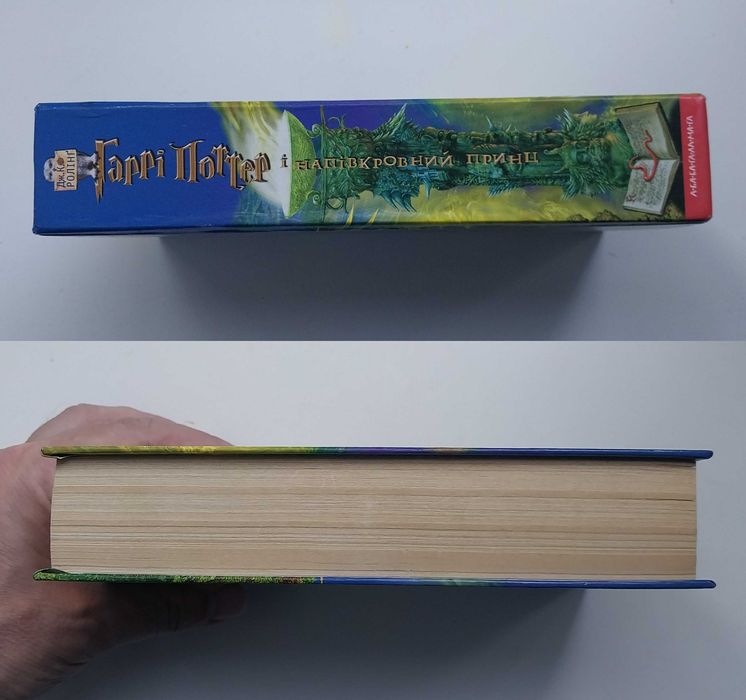 Дж. К.
РОЛІНГ
Гаррі Поттер
і НАПІВКРОВНИЙ ПРИНЦ
А-БА-БА-ГА-ЛА-МА-ГА